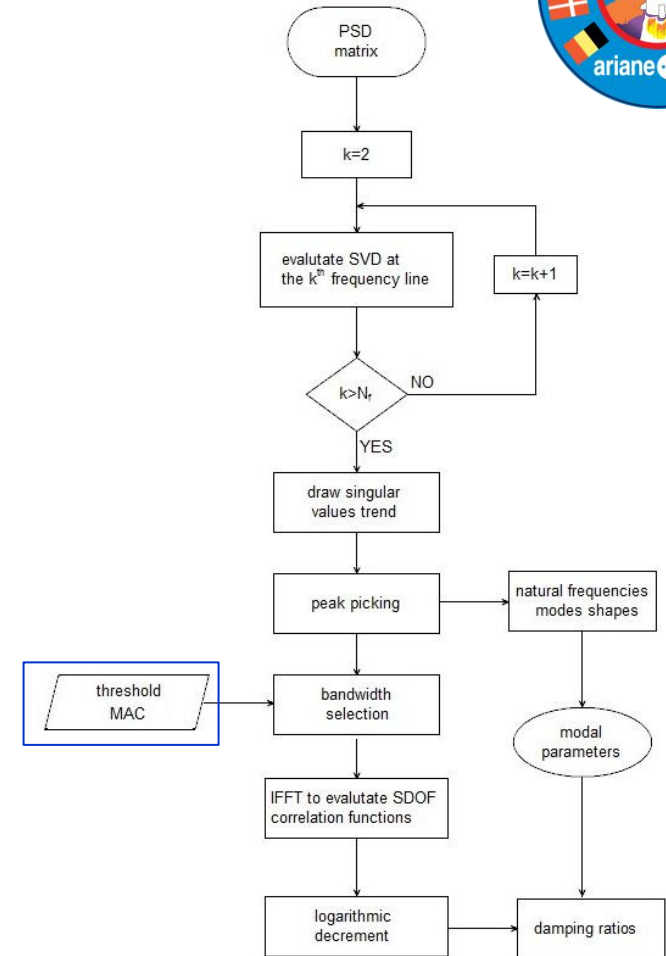 PSD
matrix
ariane
k=2
evalutate SVD at
the kth frequency line
k=k+1
k>Nf
NO
YES
draw singular
values trend
peak picking
natural frequencies
modes shapes
threshold
MAC
bandwidth
selection
modal
parameters
IFFT to evalutate SDOF
correlation functions
logarithmic
decrement
damping ratios